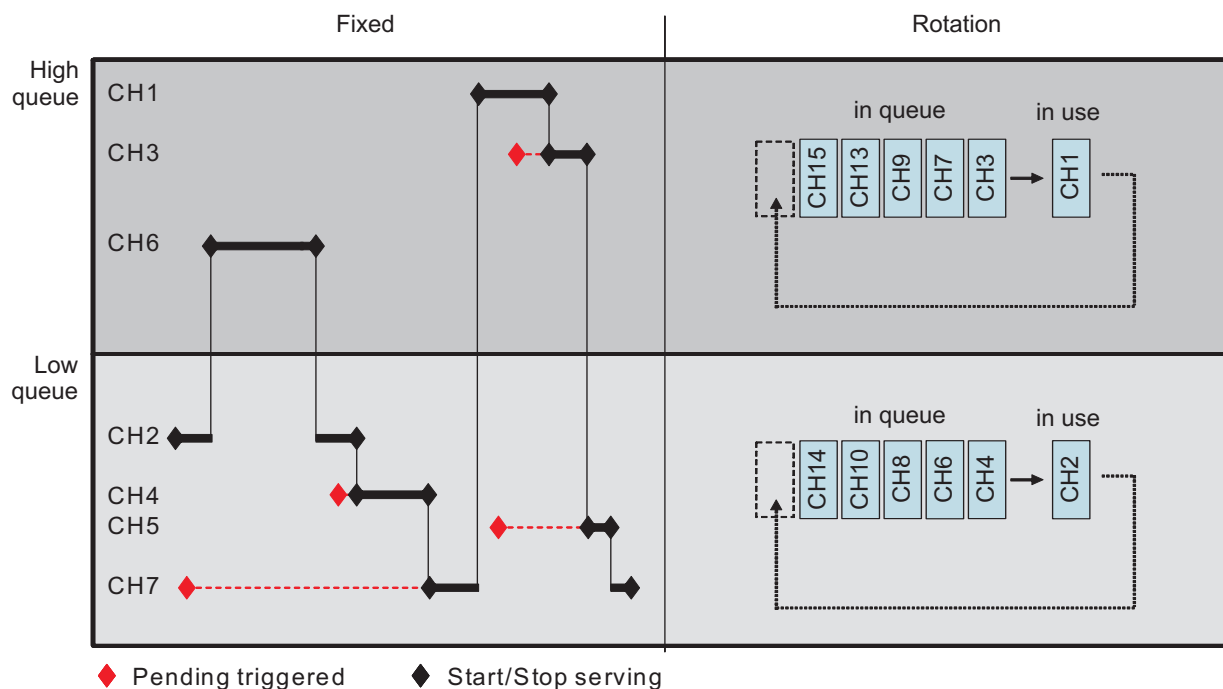 Fixed
Rotation
High
queue
CH1
CH3
CH6
in queue
in use
CH15
CH13
CH9
CH7
CH3
CH1
Low
queue
CH2
CH4
CH5
CH7
in queue
in use
CH14
CH10
CH8
CH6
CH4
CH2
Pending triggered
Start/Stop serving